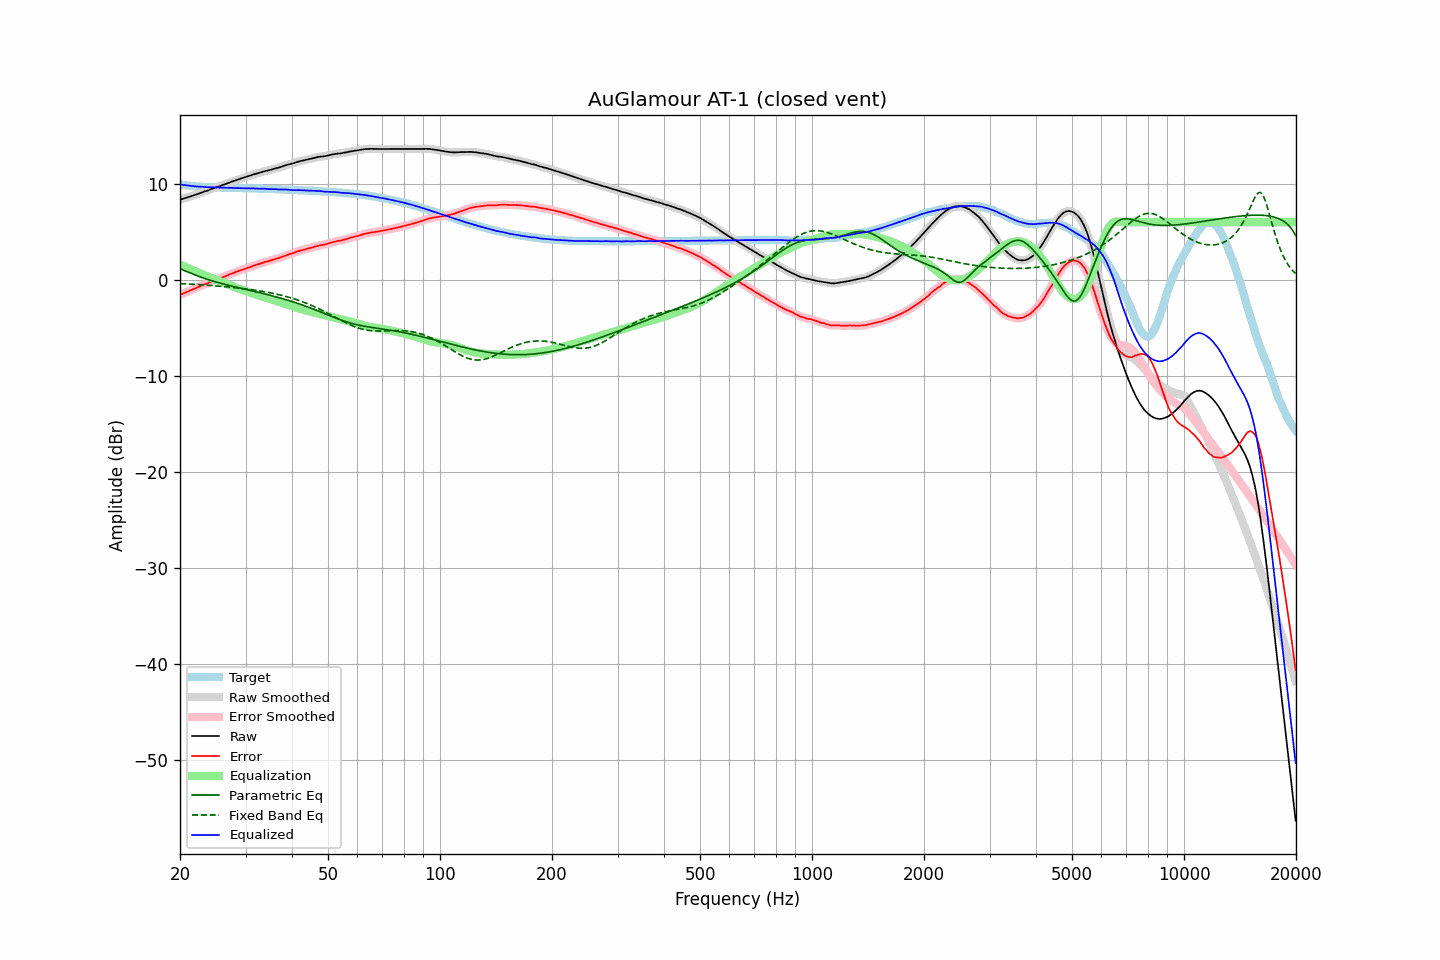 AuGlamour AT-1 (closed vent)
Amplitude (dBr)
10
0
−10
−20
−30
−40
−50
Target
Raw Smoothed
Error Smoothed
Raw
Error
Equalization
Parametric Eq
Fixed Band Eq
Equalized
20 50 100 200 500 1000 2000 5000 10000 20000
Frequency (Hz)